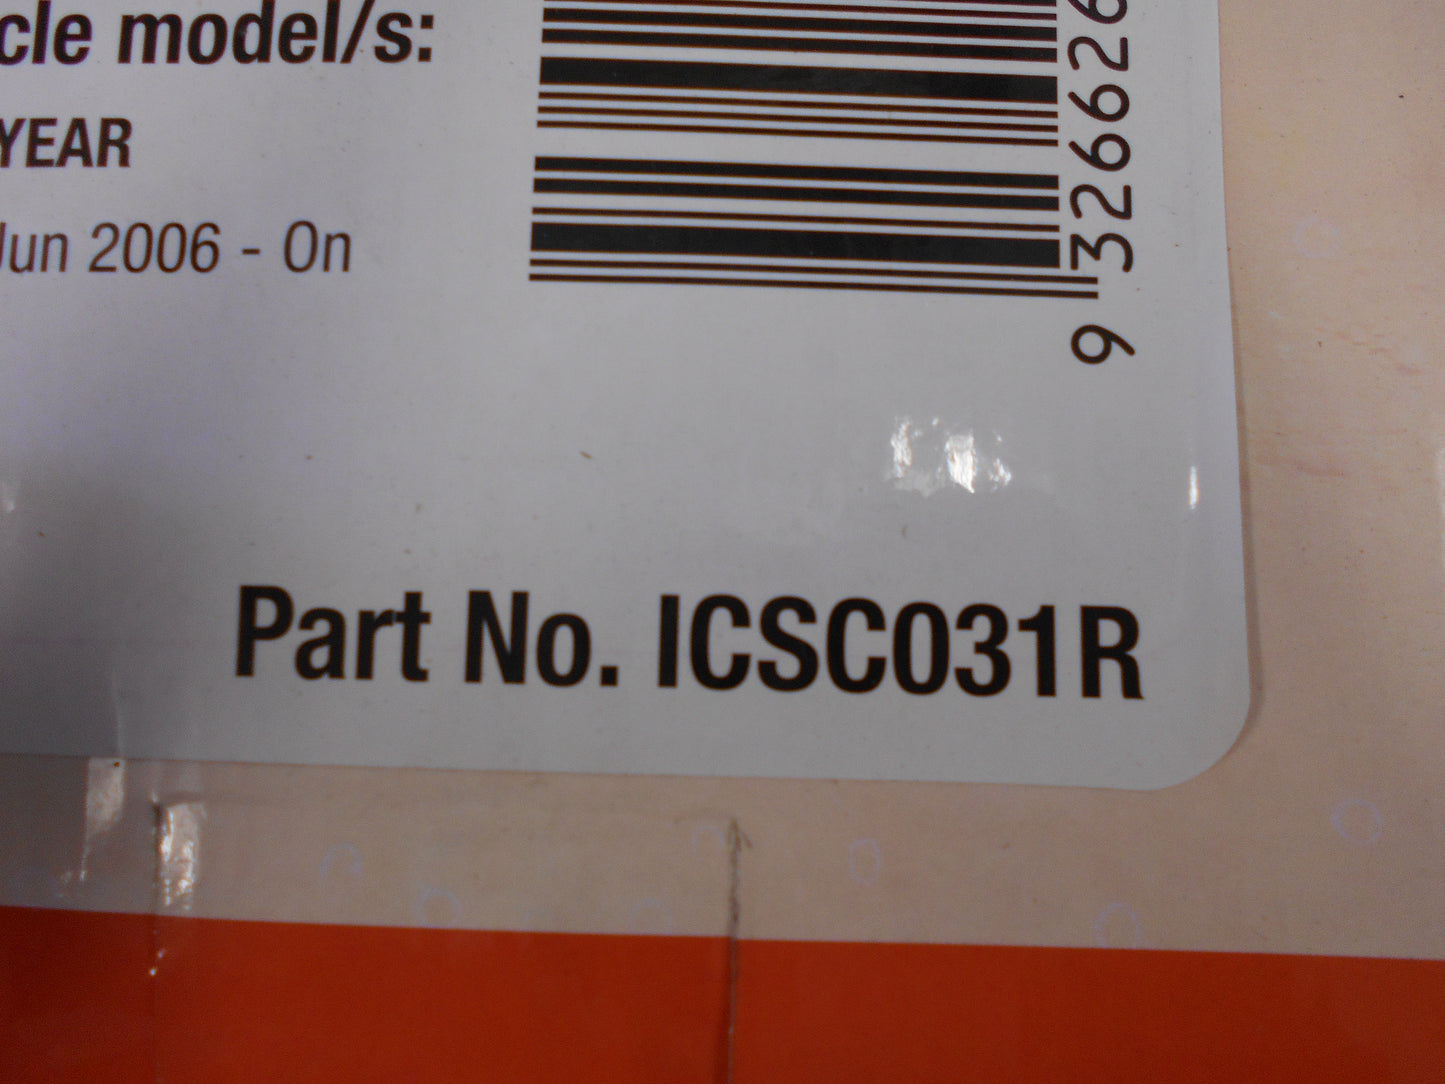 cle model/s:
YEAR
Jun 2006 - On
9 326626
Part No. ICSC031R